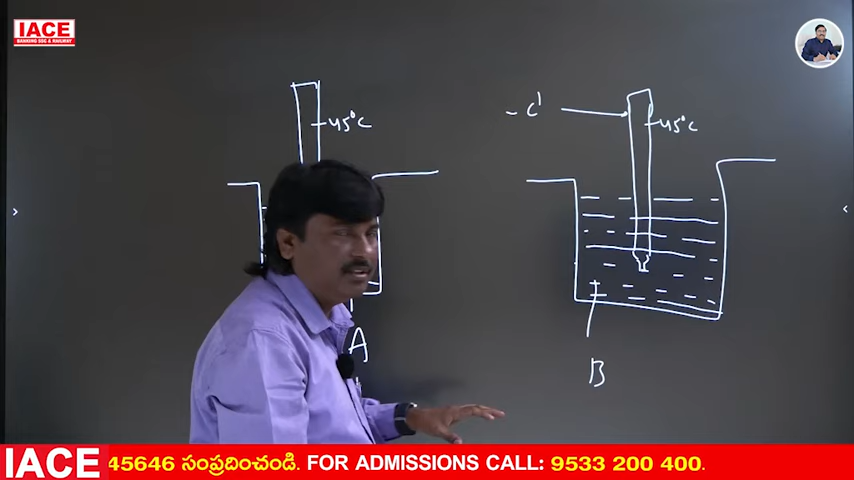 IACE
BANKING SSC & RAILWAY
45°C
- C'
45°C
A
B
IACE 45646 సంప్రదించండి. FOR ADMISSIONS CALL: 9533 200 400.